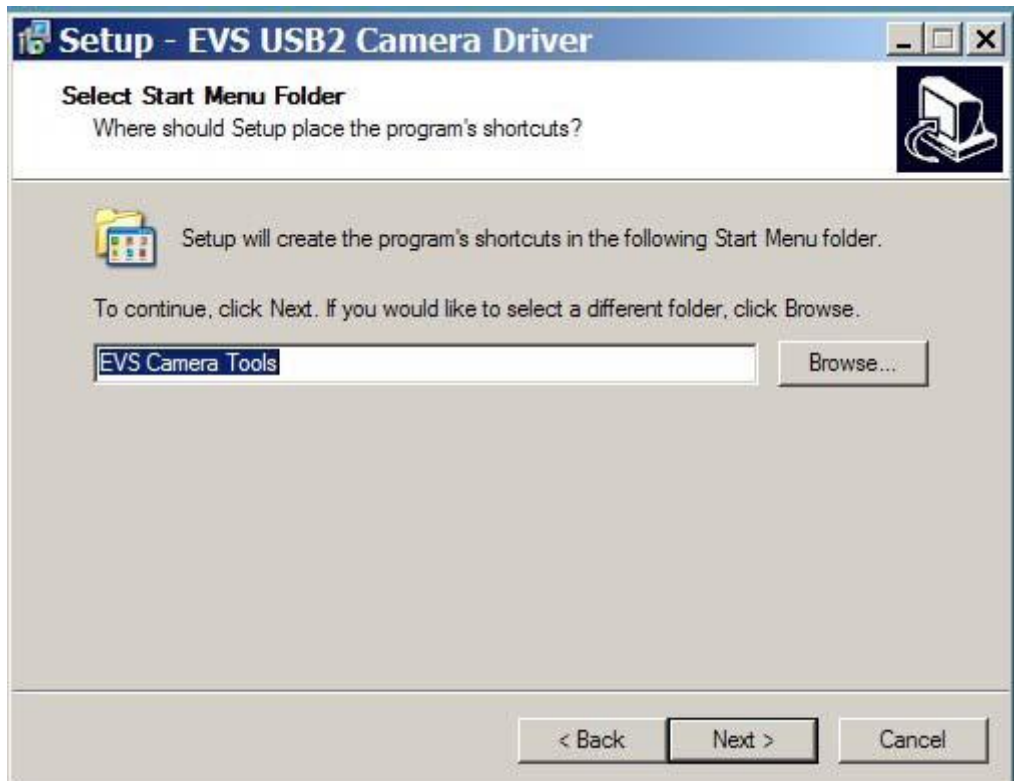 Setup - EVS USB2 Camera Driver
Select Start Menu Folder
Where should Setup place the program's shortcuts?
Setup will create the program's shortcuts in the following Start Menu folder.
To continue, click Next. If you would like to select a different folder, click Browse.
EVS Camera Tools
Browse...
< Back
Next >
Cancel